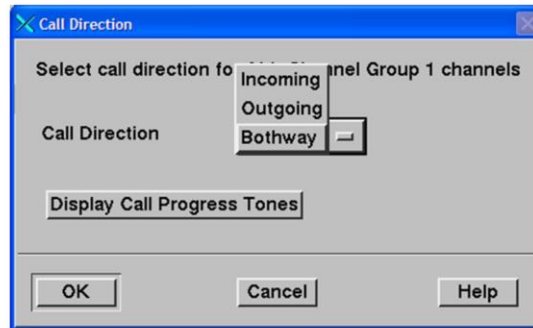 Call Direction
Select call direction fo nnel Group 1 channels
Incoming
Outgoing
Call Direction
Bothway
Display Call Progress Tones
OK
Cancel
Help